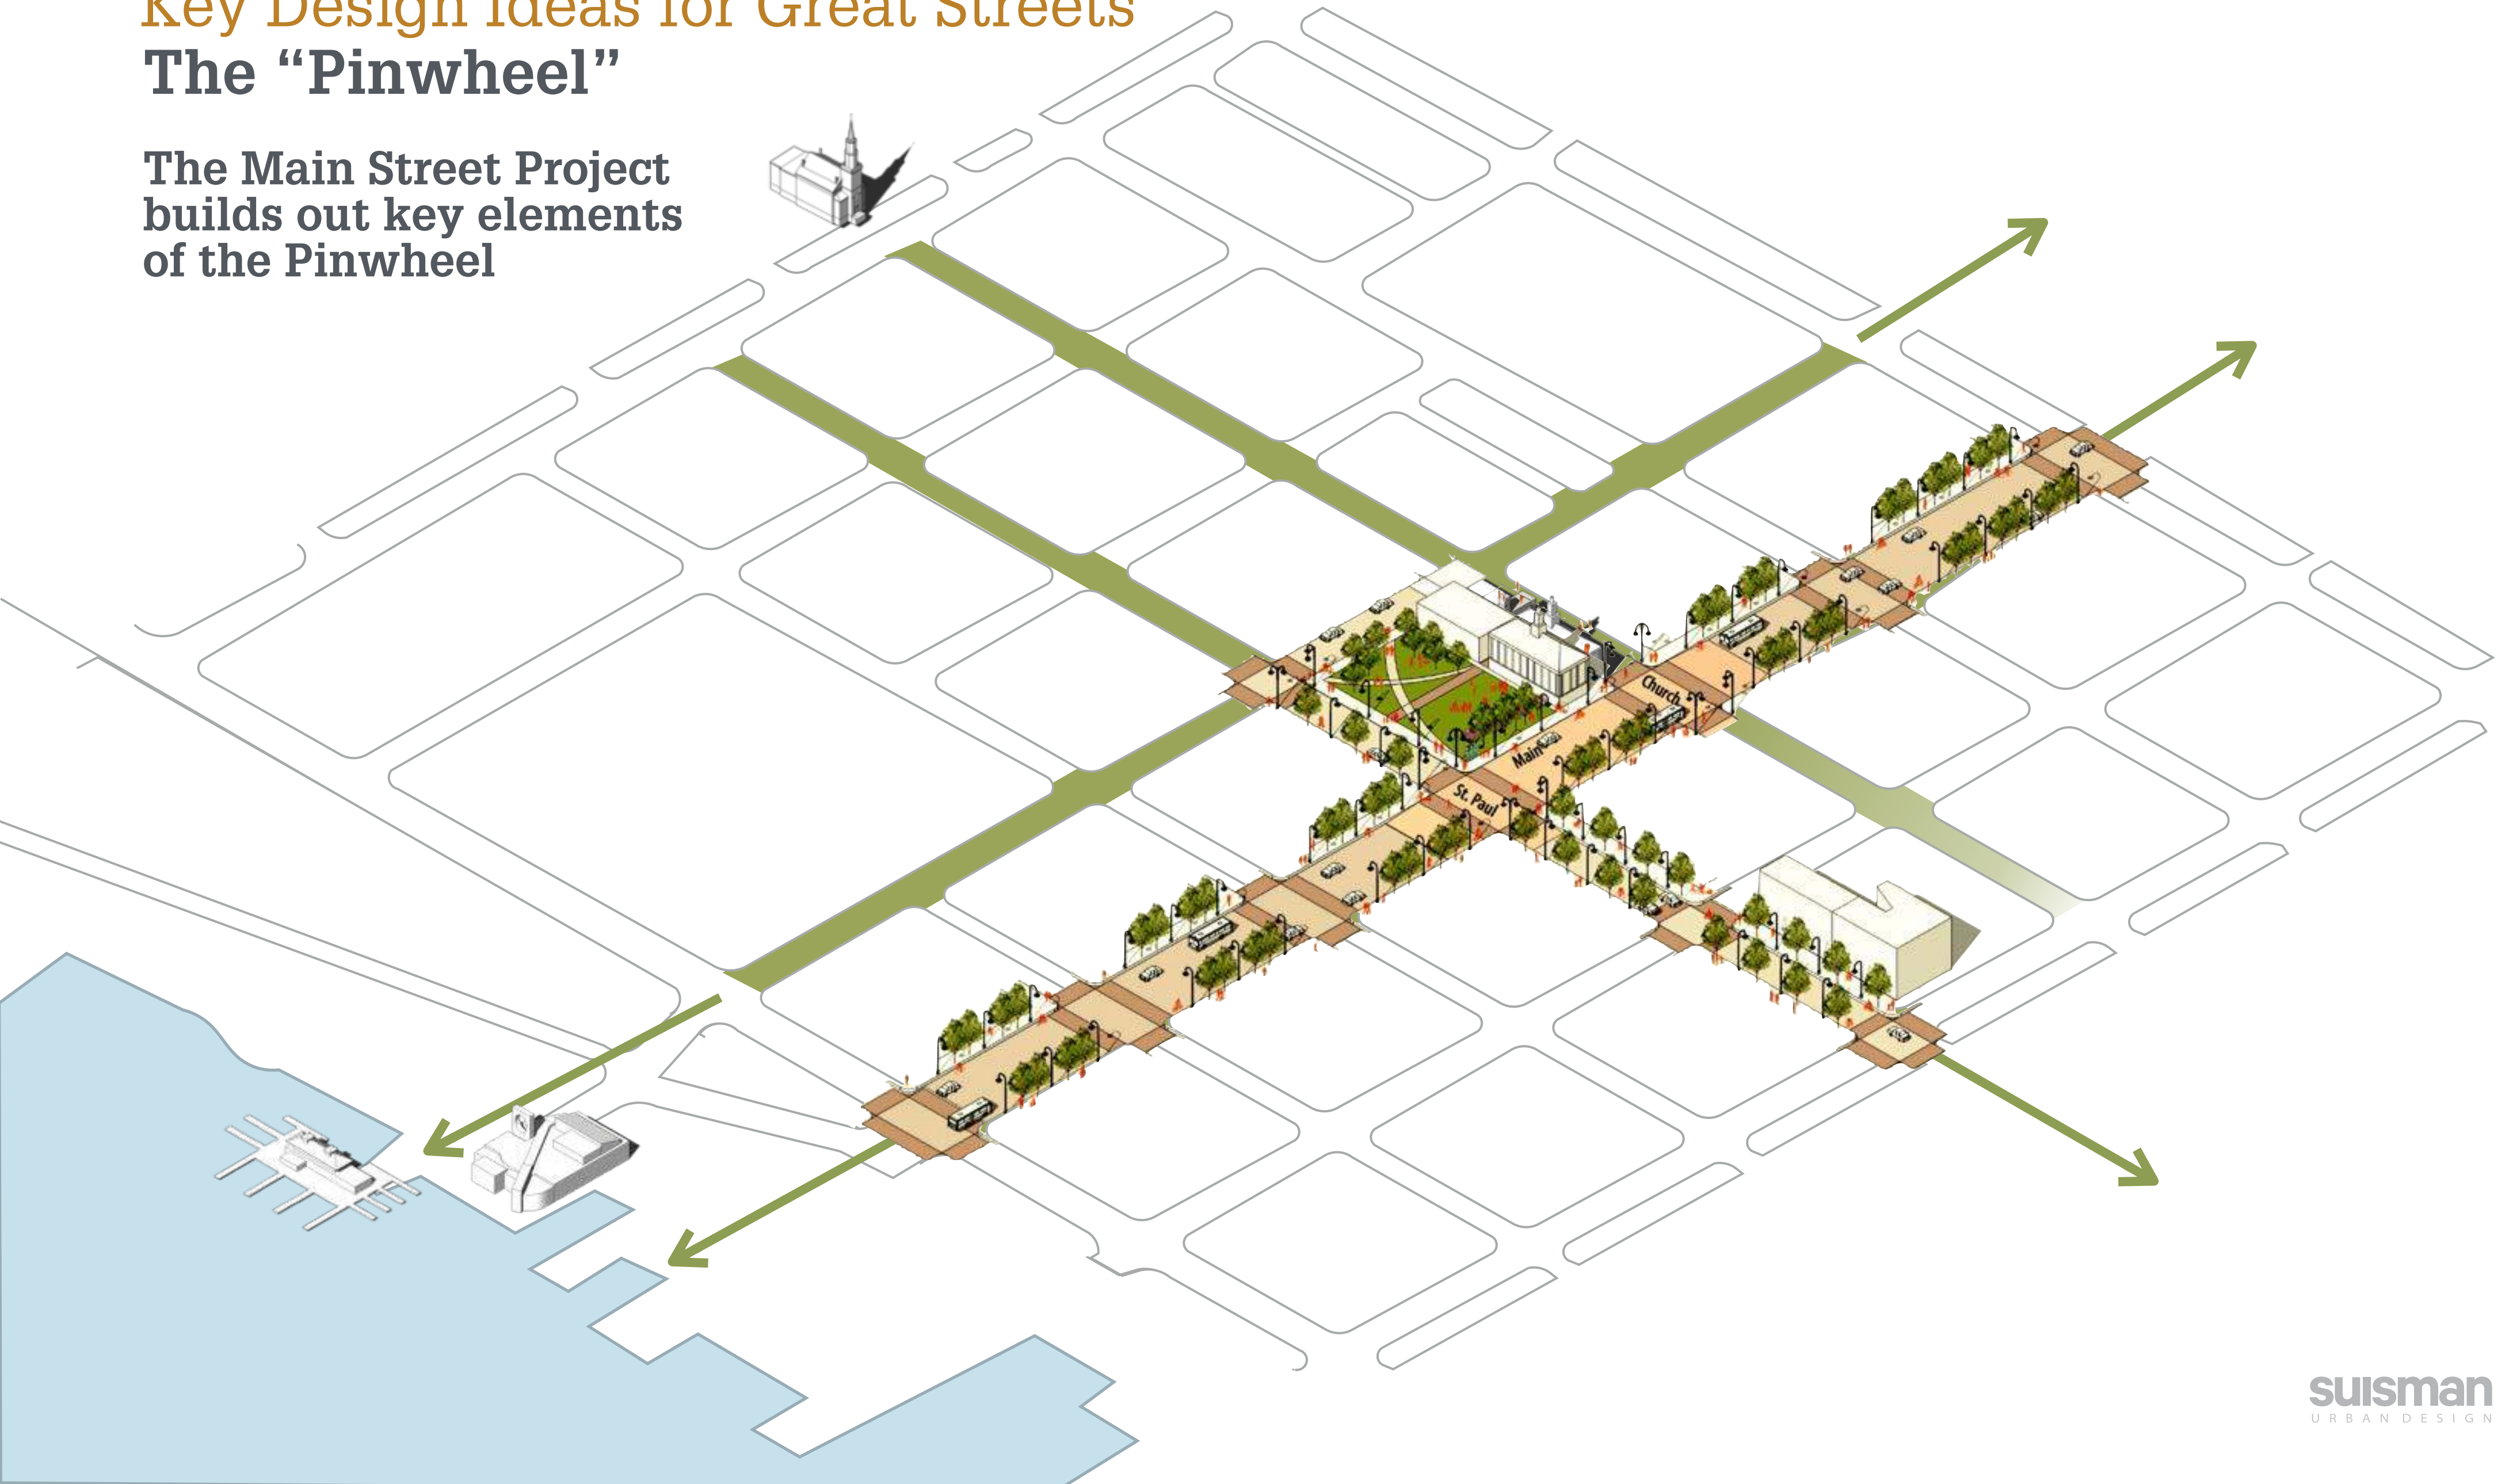 Key Design Ideas for Great Streets
The “Pinwheel”
The Main Street Project
builds out key elements
of the Pinwheel
Church
Main
St. Paul
suisman
URBAN DESIGN